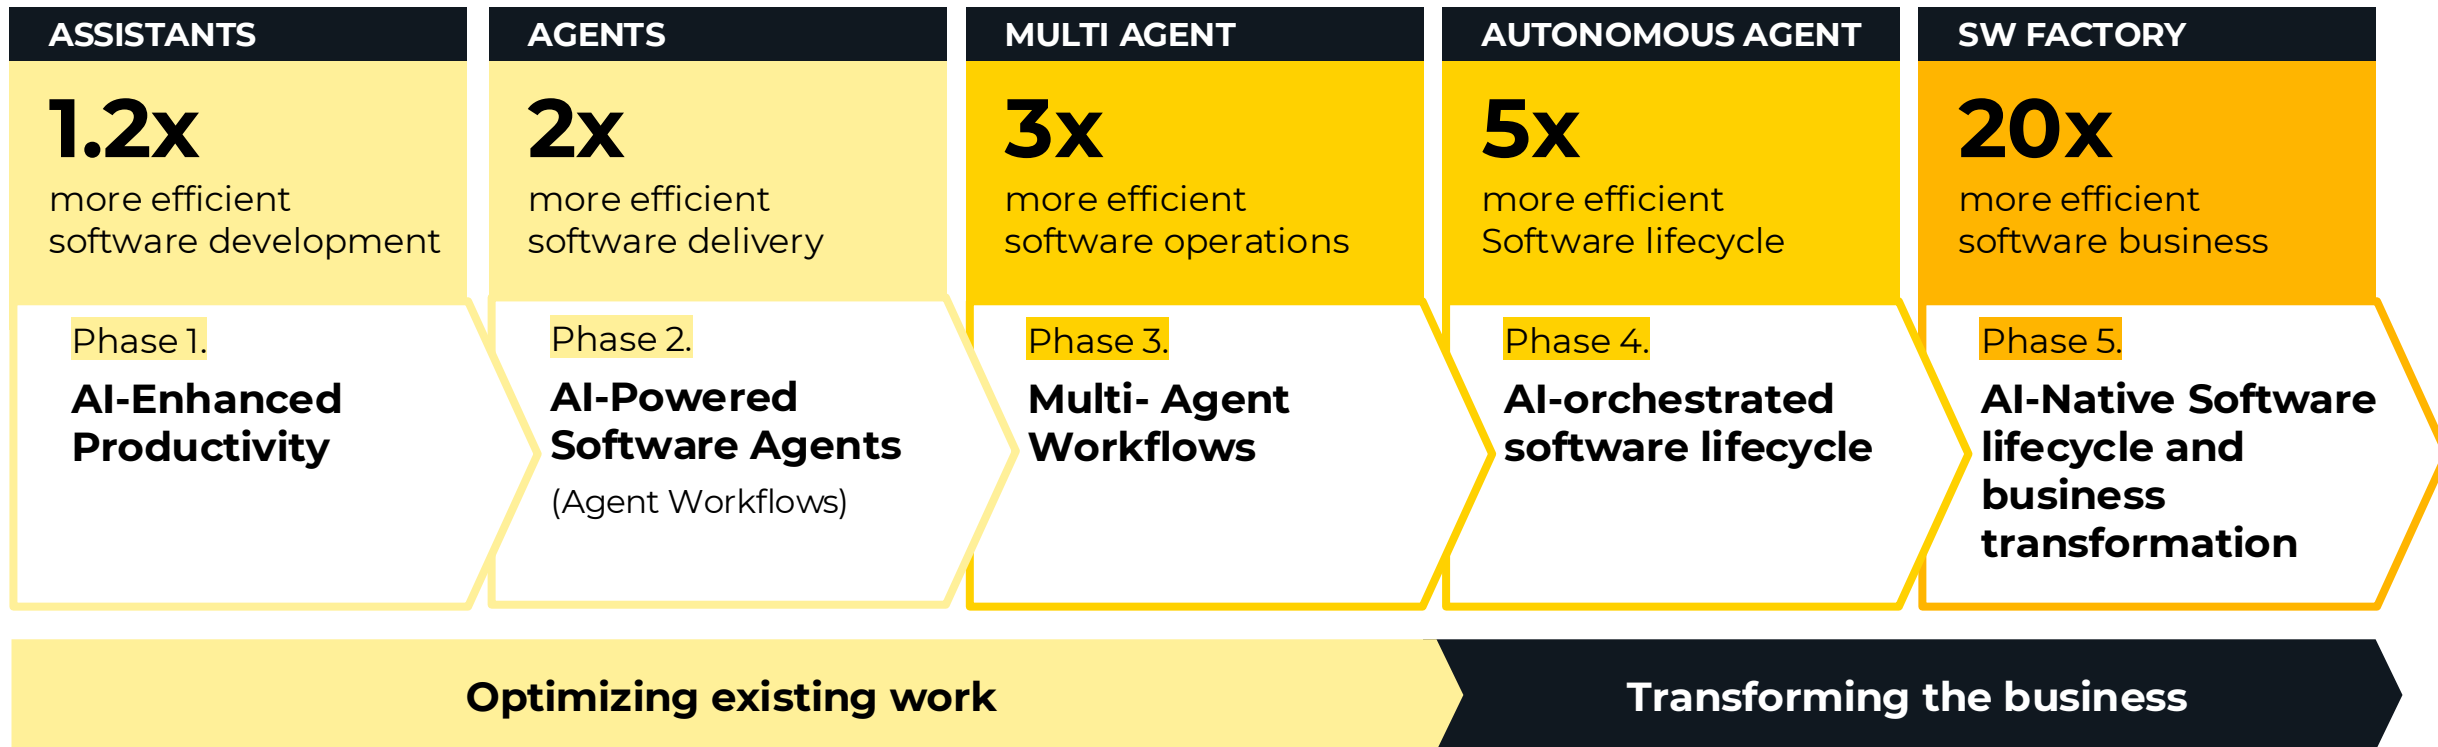 ASSISTANTS
1.2x
more efficient
software development
Phase 1.
AI-Enhanced
Productivity
AGENTS
2x
more efficient
software delivery
Phase 2.
AI-Powered
Software Agents
(Agent Workflows)
MULTI AGENT
3x
more efficient
software operations
Phase 3.
Multi- Agent
Workflows
AUTONOMOUS AGENT
5x
more efficient
Software lifecycle
Phase 4.
AI-orchestrated
software lifecycle
SW FACTORY
20x
more efficient
software business
Phase 5.
AI-Native Software
lifecycle and
business
transformation
Optimizing existing work
Transforming the business